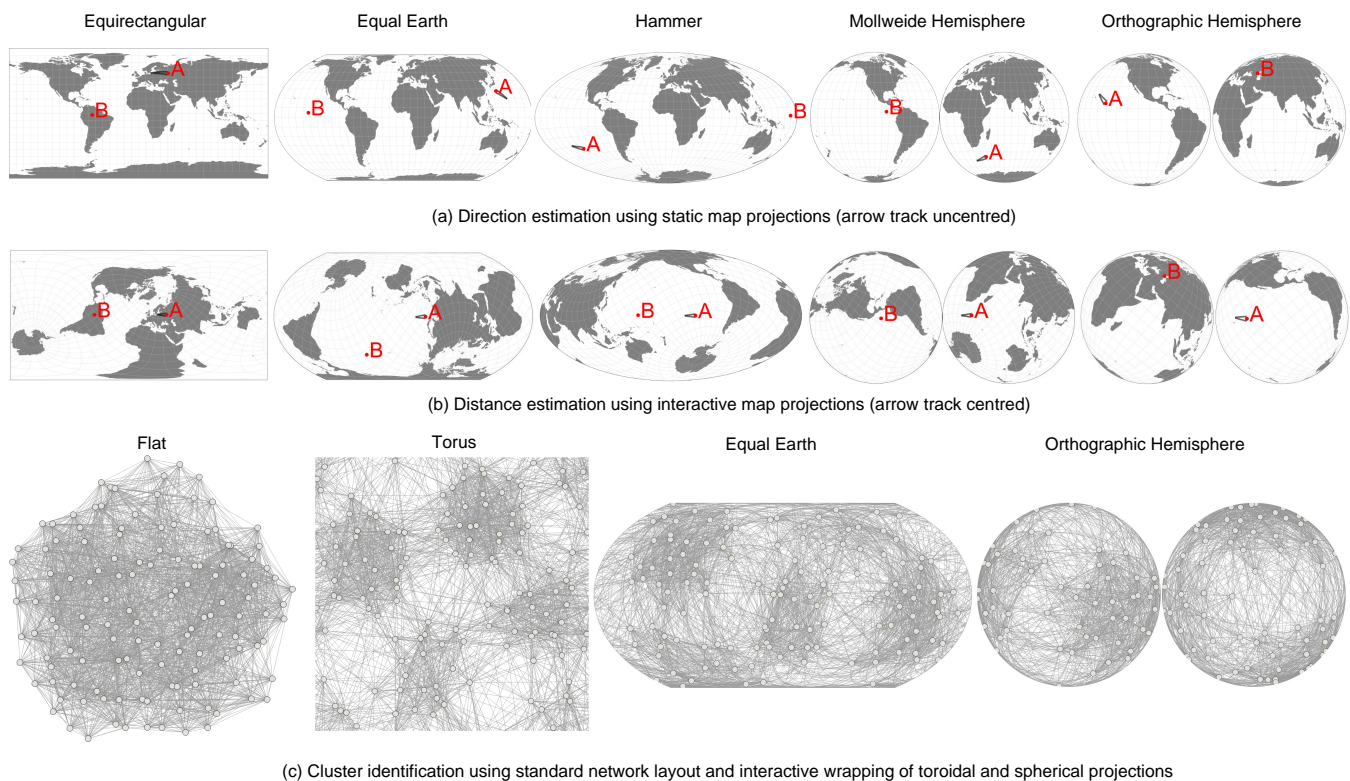 Equirectangular Equal Earth Hammer Mollweide Hemisphere Orthographic Hemisphere
A B A B A B B A A B
(a) Direction estimation using static map projections (arrow track uncentred)
B A A B B A B A B A
(b) Distance estimation using interactive map projections (arrow track centred)
Flat Torus Equal Earth Orthographic Hemisphere
(c) Cluster identification using standard network layout and interactive wrapping of toroidal and spherical projections